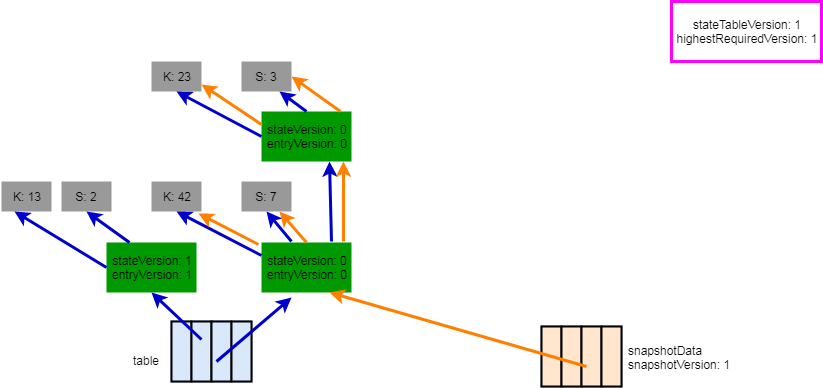 stateTableVersion: 1
highestRequiredVersion: 1
K: 23
S: 3
stateVersion: 0
entryVersion: 0
K: 13
S: 2
K: 42
S: 7
stateVersion: 1
entryVersion: 1
stateVersion: 0
entryVersion: 0
table
snapshotData
snapshotVersion: 1